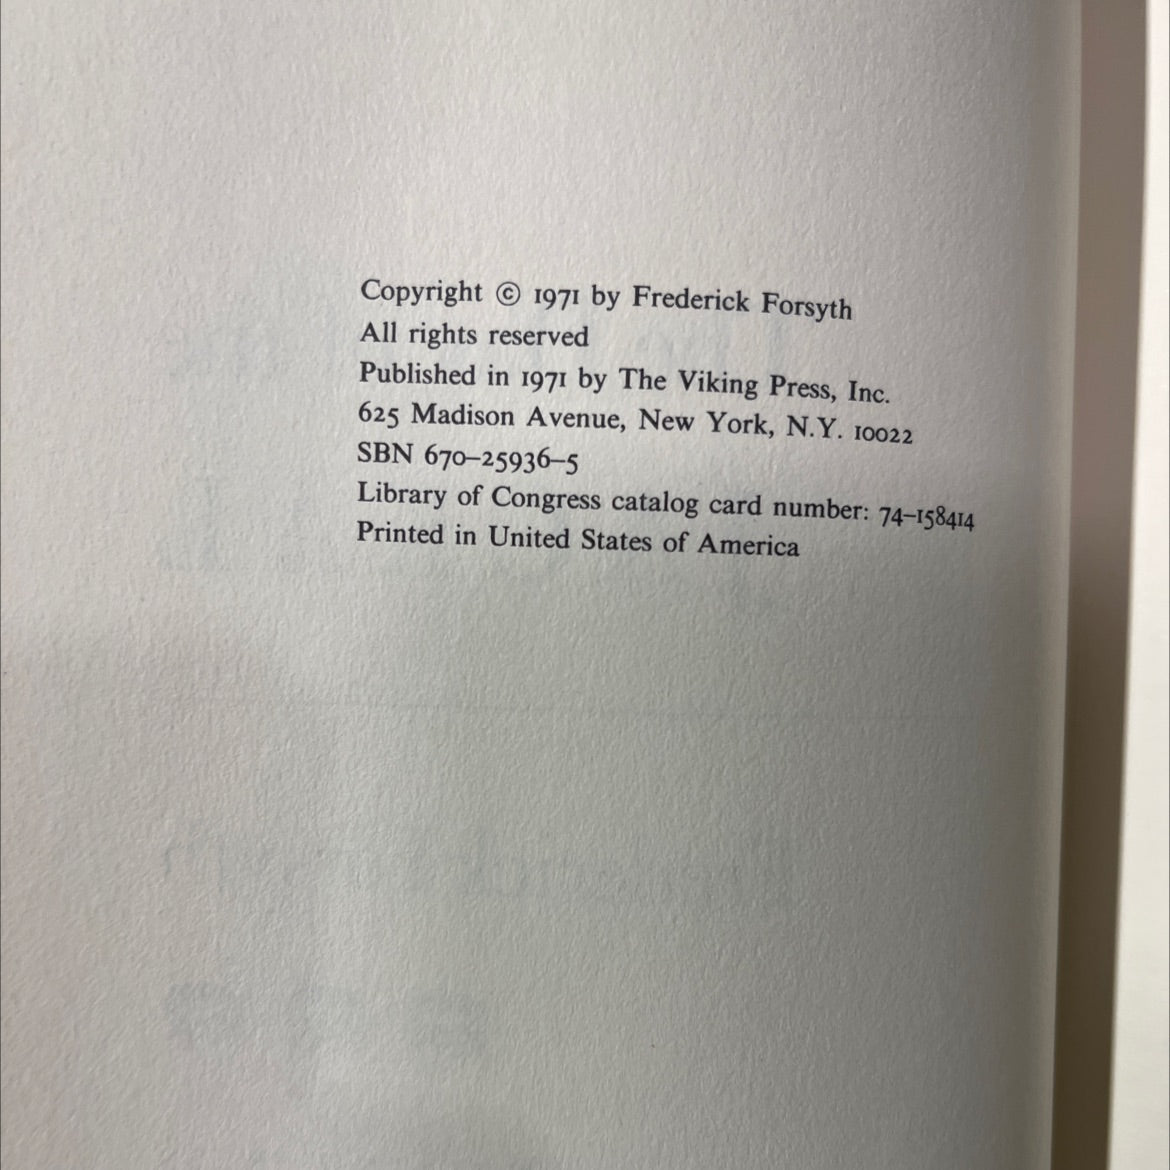 Copyright © 1971 by Frederick Forsyth
All rights reserved
Published in 1971 by The Viking Press, Inc.
625 Madison Avenue, New York, N.Y. 10022
SBN 670–25936–5
Library of Congress catalog card number: 74–158414
Printed in United States of America